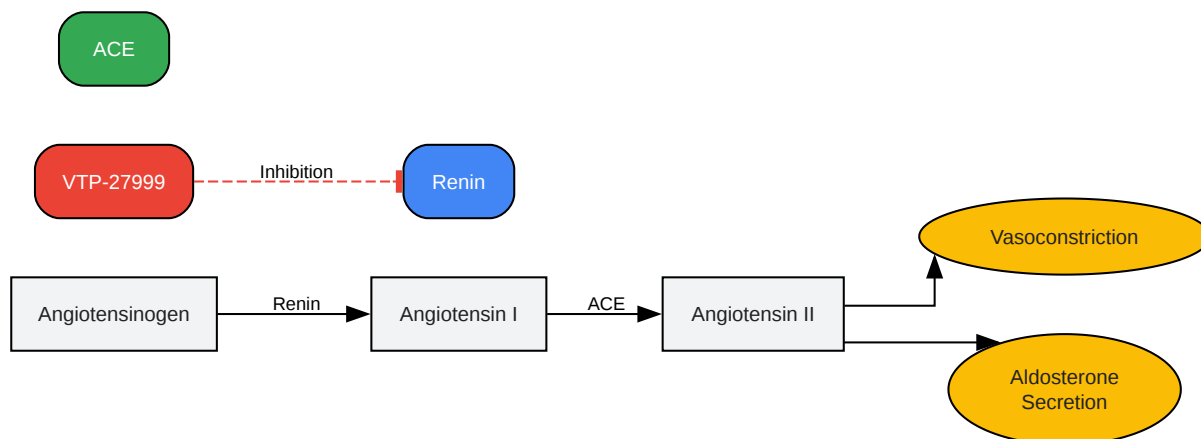 ACE
VTP-27999
Inhibition
Renin
Vasoconstriction
Angiotensinogen
Renin
Angiotensin I
ACE
Angiotensin II
Aldosterone
Secretion